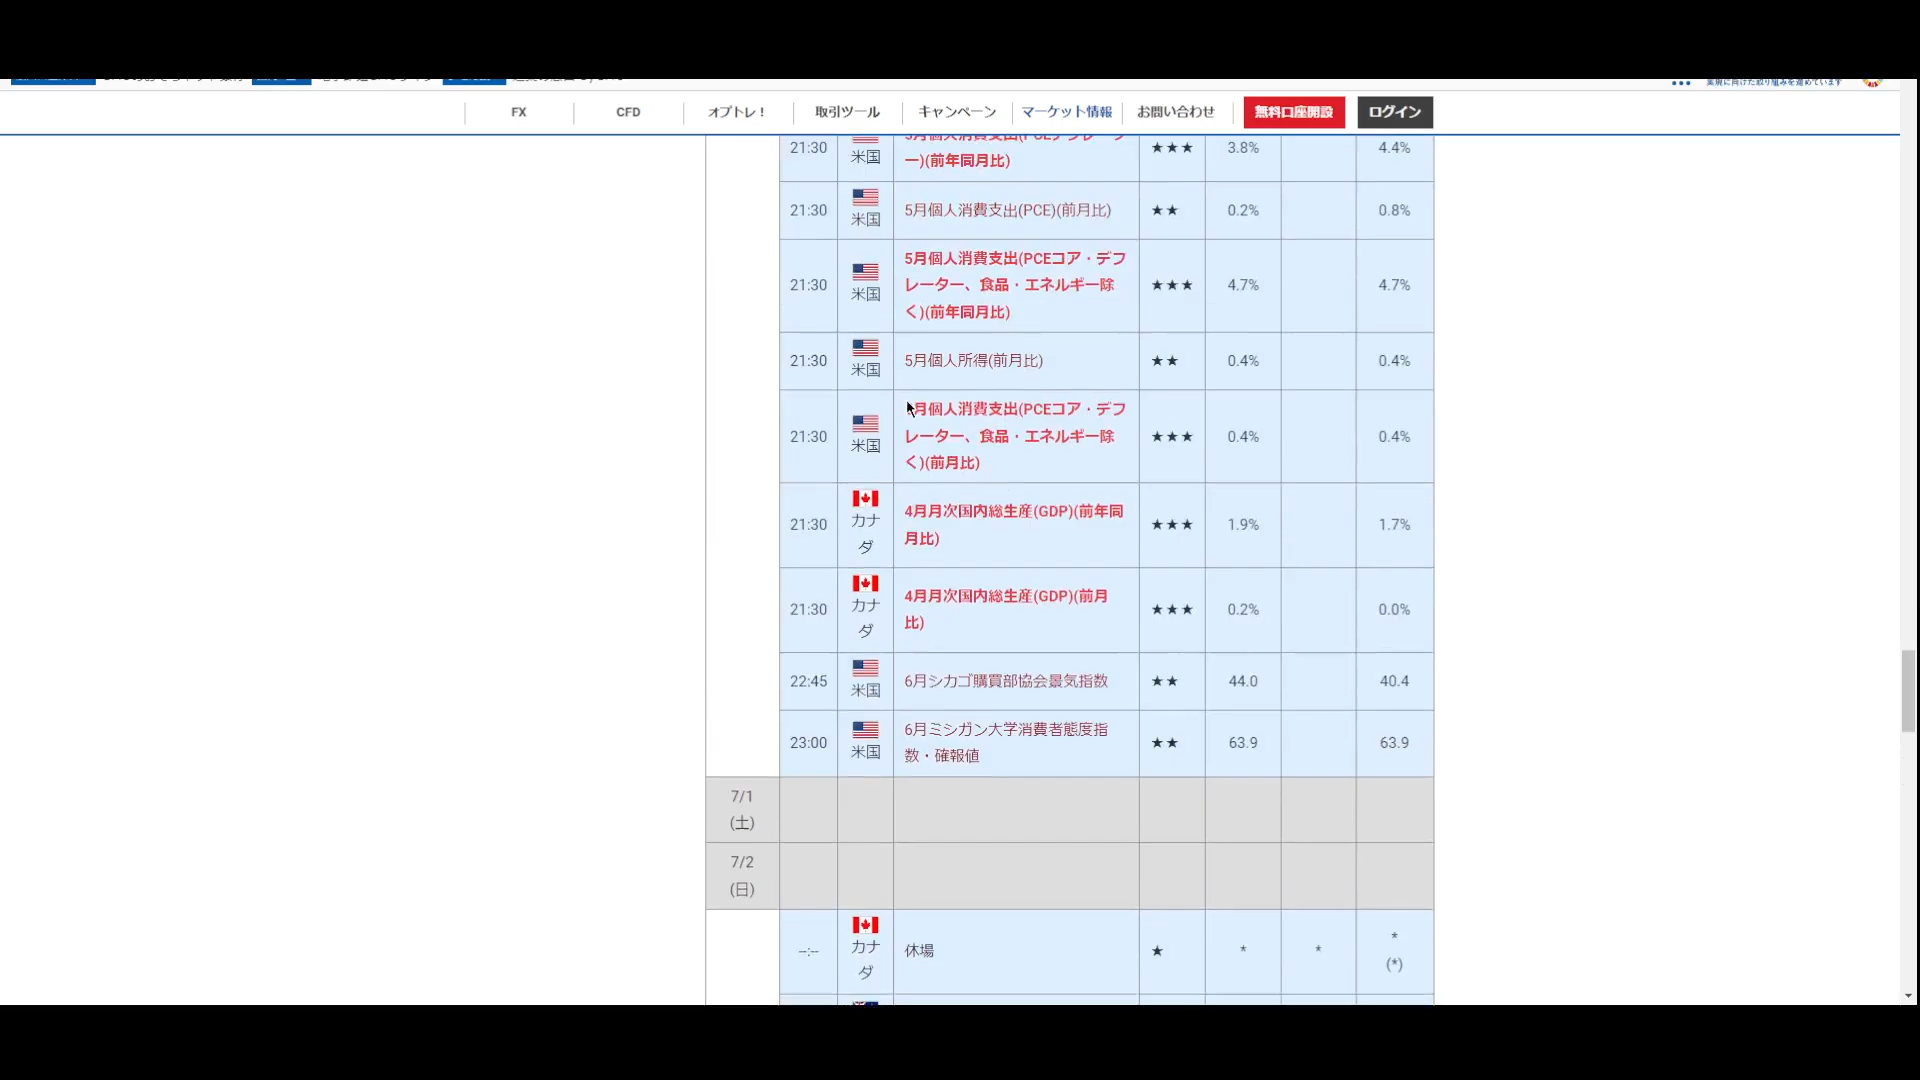 FX CFD オプトレ！ 取引ツール キャンペーン マーケット情報 お問い合わせ 無料口座開設 ログイン
21:30 米国 3.8% 4.4% ★★★
ー)(前年同月比)
21:30 米国 5月個人消費支出(PCE)(前月比) ★★ 0.2% 0.8%
5月個人消費支出(PCEコア・デフ
21:30 米国 レーター、食品・エネルギー除 ★★★ 4.7% 4.7%
く)(前年同月比)
21:30 米国 5月個人所得(前月比) ★★ 0.4% 0.4%
月個人消費支出(PCEコア・デフ
21:30 米国 レーター、食品・エネルギー除 ★★★ 0.4% 0.4%
く)(前月比)
4月月次国内総生産(GDP)(前年同
21:30 カナ ★★★ 1.9% 1.7%
ダ 月比)
4月月次国内総生産(GDP)(前月
21:30 カナ ★★★ 0.2% 0.0%
ダ 比)
22:45 米国 6月シカゴ購買部協会景気指数 ★★ 44.0 40.4
6月ミシガン大学消費者態度指
23:00 米国 ★★ 63.9 63.9
数・確報値
7/1
(土)
7/2
(日)
--:-- カナ 休場 ★ * * *
ダ (*)